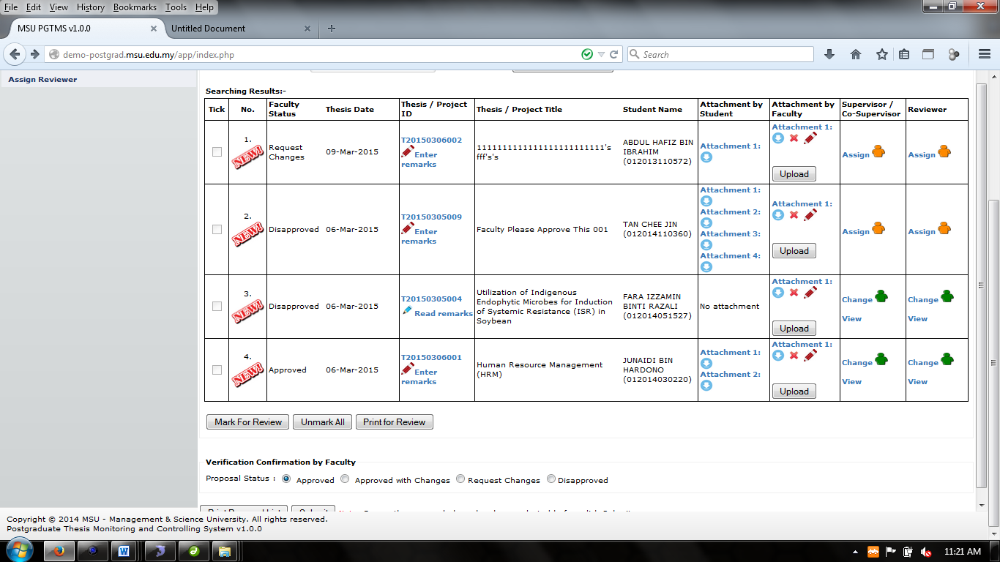 File Edit View History Bookmarks Tools Help
MSU PGTMS v1.0.0
Untitled Document
demo-postgrad.msu.edu.my/app/index.php
Search
Assign Reviewer
Searching Results:-
Tick No. Faculty Status Thesis Date Thesis / Project ID Thesis / Project Title Student Name Attachment by Student Attachment by Faculty Supervisor / Co-Supervisor Reviewer
1.
NEW!
Request
Changes
09-Mar-2015
T20150306002
Enter
remarks
1111111111111111111111111's
fff's's
ABDUL HAFIZ BIN
IBRAHIM
(012013110572)
Attachment 1:
Attachment 1:
Upload
Assign
Assign
2.
NEW!
Disapproved
06-Mar-2015
T20150305009
Enter
remarks
Faculty Please Approve This 001
TAN CHEE JIN
(012014110360)
Attachment 1:
Attachment 2:
Attachment 3:
Attachment 4:
Attachment 1:
Upload
Assign
Assign
3.
NEW!
Disapproved
06-Mar-2015
T20150305004
Read remarks
Utilization of Indigenous
Endophytic Microbes for Induction
of Systemic Resistance (ISR) in
Soybean
FARA IZZAMIN
BINTI RAZALI
(012014051527)
No attachment
Attachment 1:
Upload
Change
View
Change
View
4.
NEW!
Approved
06-Mar-2015
T20150306001
Enter
remarks
Human Resource Management
(HRM)
JUNAIDI BIN
HARDONO
(012014030220)
Attachment 1:
Attachment 2:
Attachment 1:
Upload
Change
View
Change
View
Mark For Review Unmark All Print for Review
Verification Confirmation by Faculty
Proposal Status : Approved Approved with Changes Request Changes Disapproved
Copyright © 2014 MSU - Management & Science University. All rights reserved.
Postgraduate Thesis Monitoring and Controlling System v1.0.0
11:21 AM